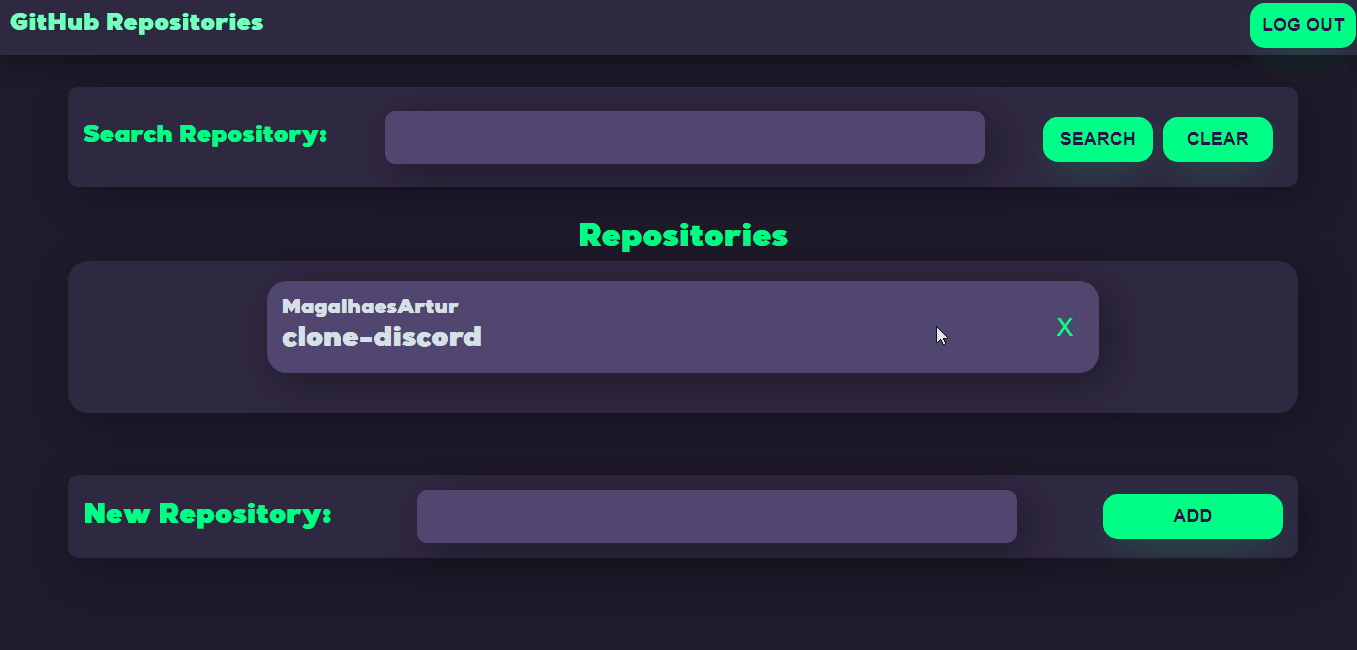 GitHub Repositories
LOG OUT
Search Repository:
SEARCH
CLEAR
Repositories
MagalhaesArtur
clone-discord
X
New Repository:
ADD